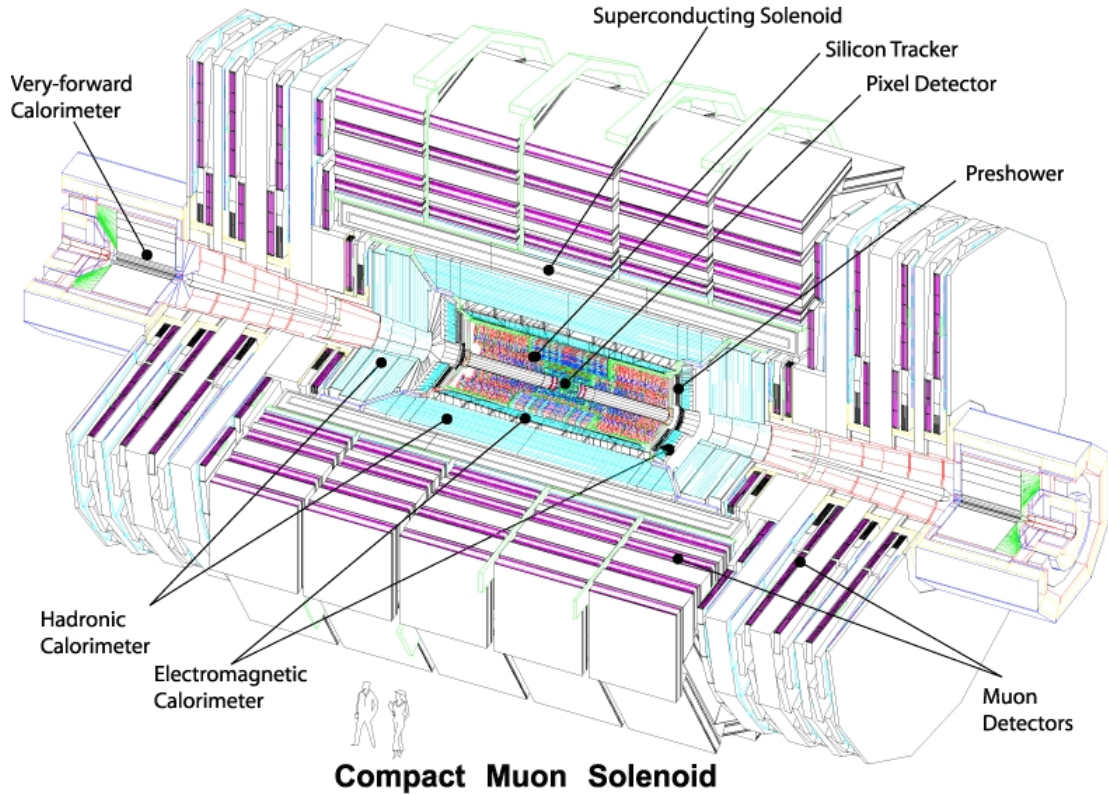 Superconducting Solenoid
Silicon Tracker
Pixel Detector
Very-forward
Calorimeter
Preshower
Hadronic
Calorimeter
Electromagnetic
Calorimeter
Muon
Detectors
Compact Muon Solenoid